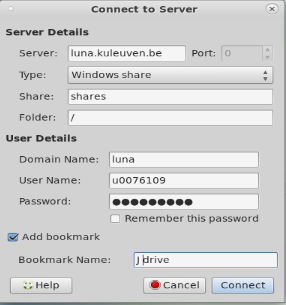 Connect to Server
Server Details
Server: luna.kuleuven.be Port: 0
Type: Windows share
Share: shares
Folder: /
User Details
Domain Name: luna
User Name: u0076109
Password: ●●●●●●●●●
Remember this password
Add bookmark
Bookmark Name: J drive
Help Cancel Connect